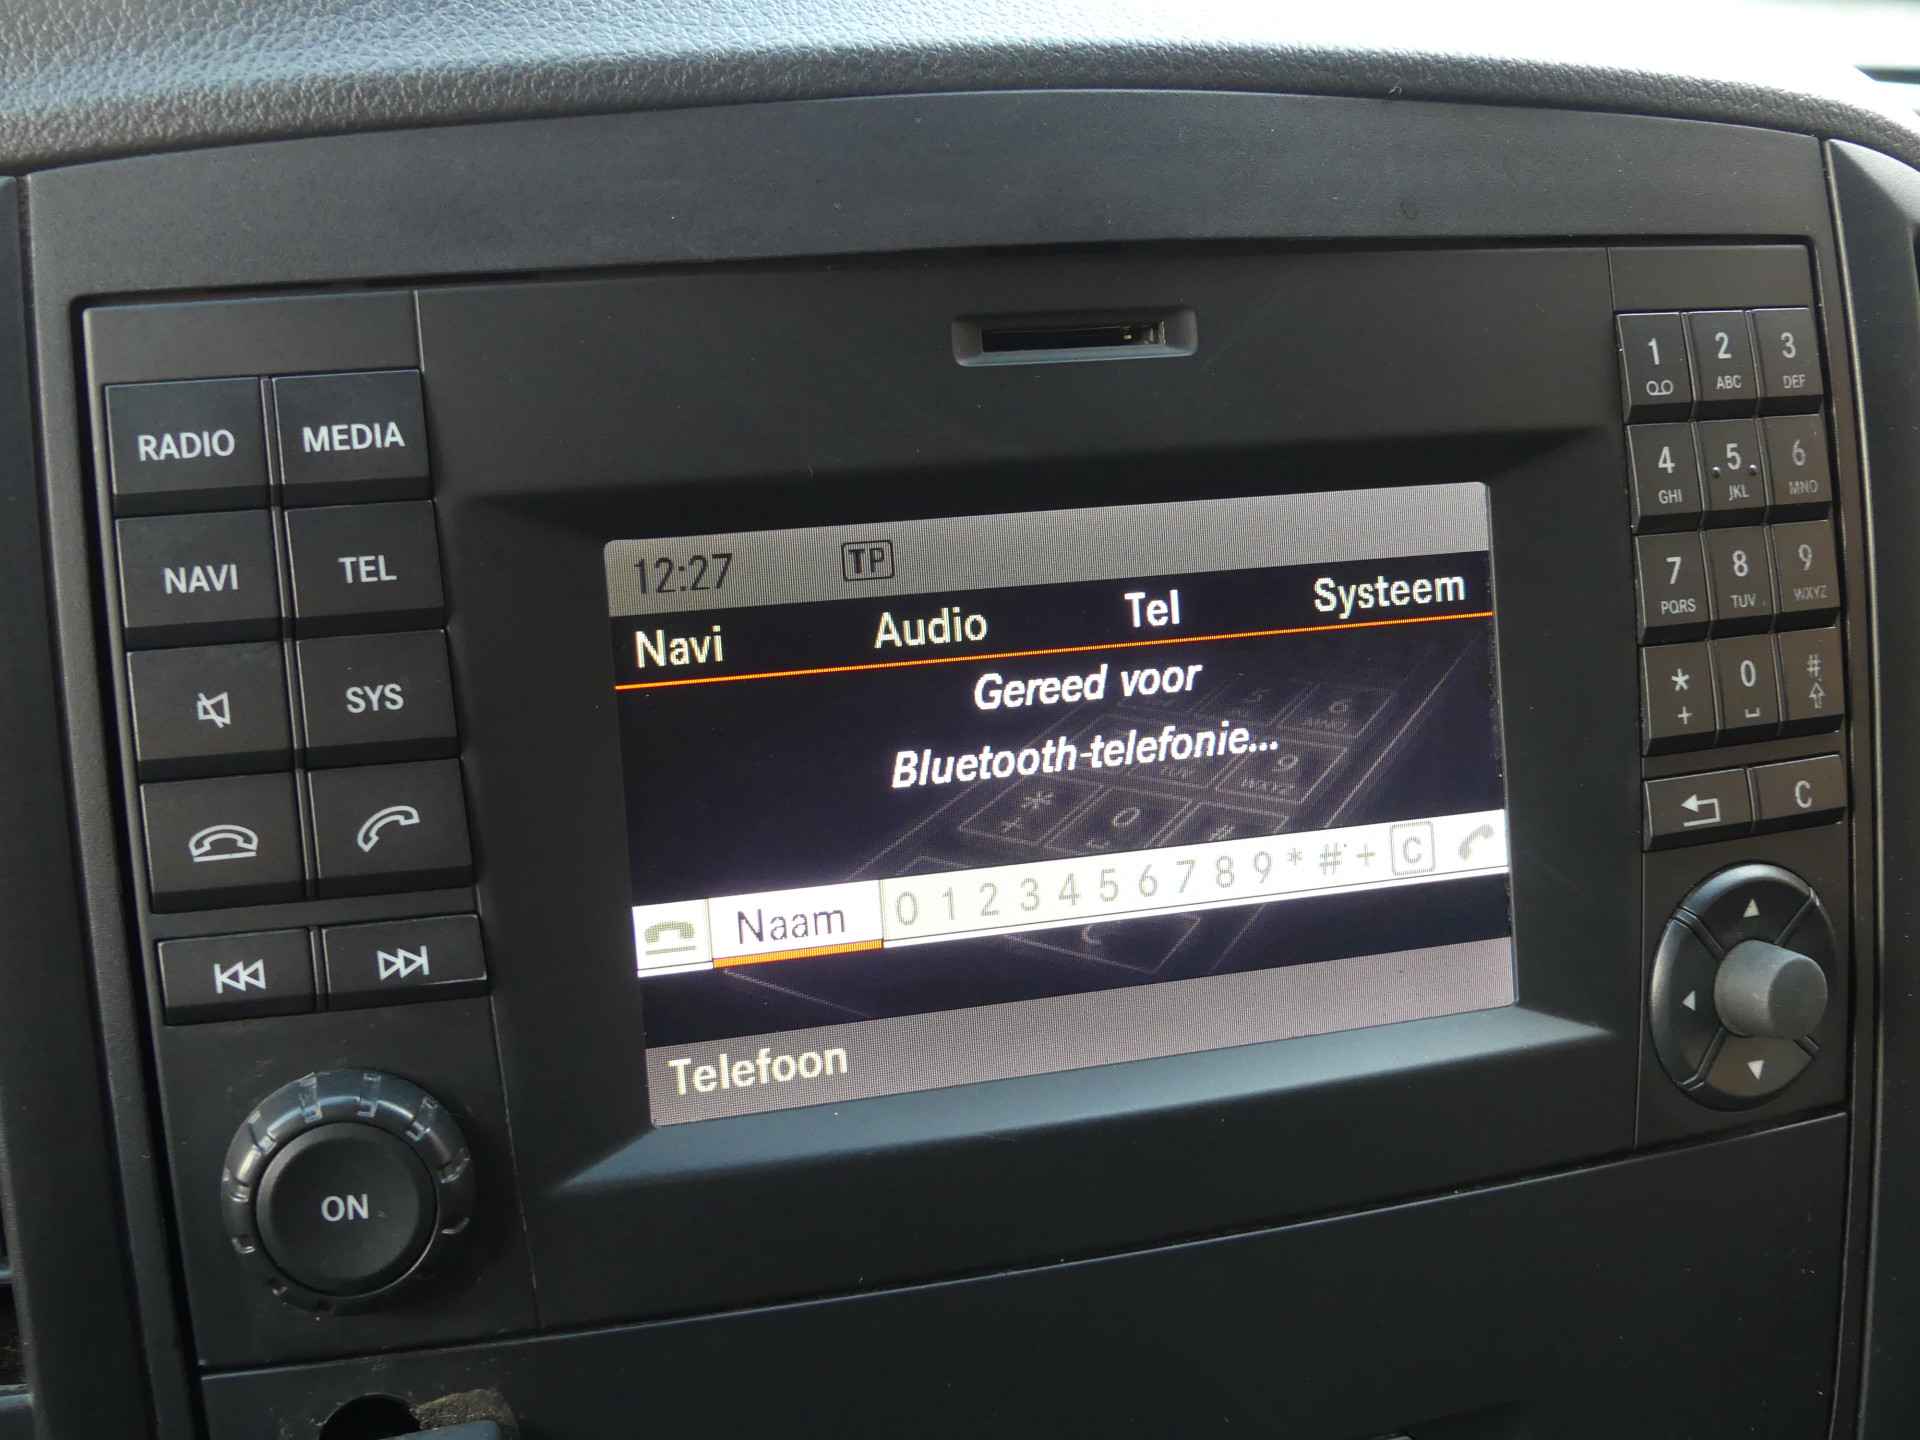 RADIO MEDIA
NAVI TEL
SYS
ON
12:27 TP
Navi Audio Tel Systeem
Gereed voor
Bluetooth-telefonie...
Naam 0 1 2 3 4 5 6 7 8 9 * # + C
Telefoon
1 2 3
ABC DEF
4 5 6
GHI JKL MNO
7 8 9
PQRS TUV WXYZ
* 0 #
+
C